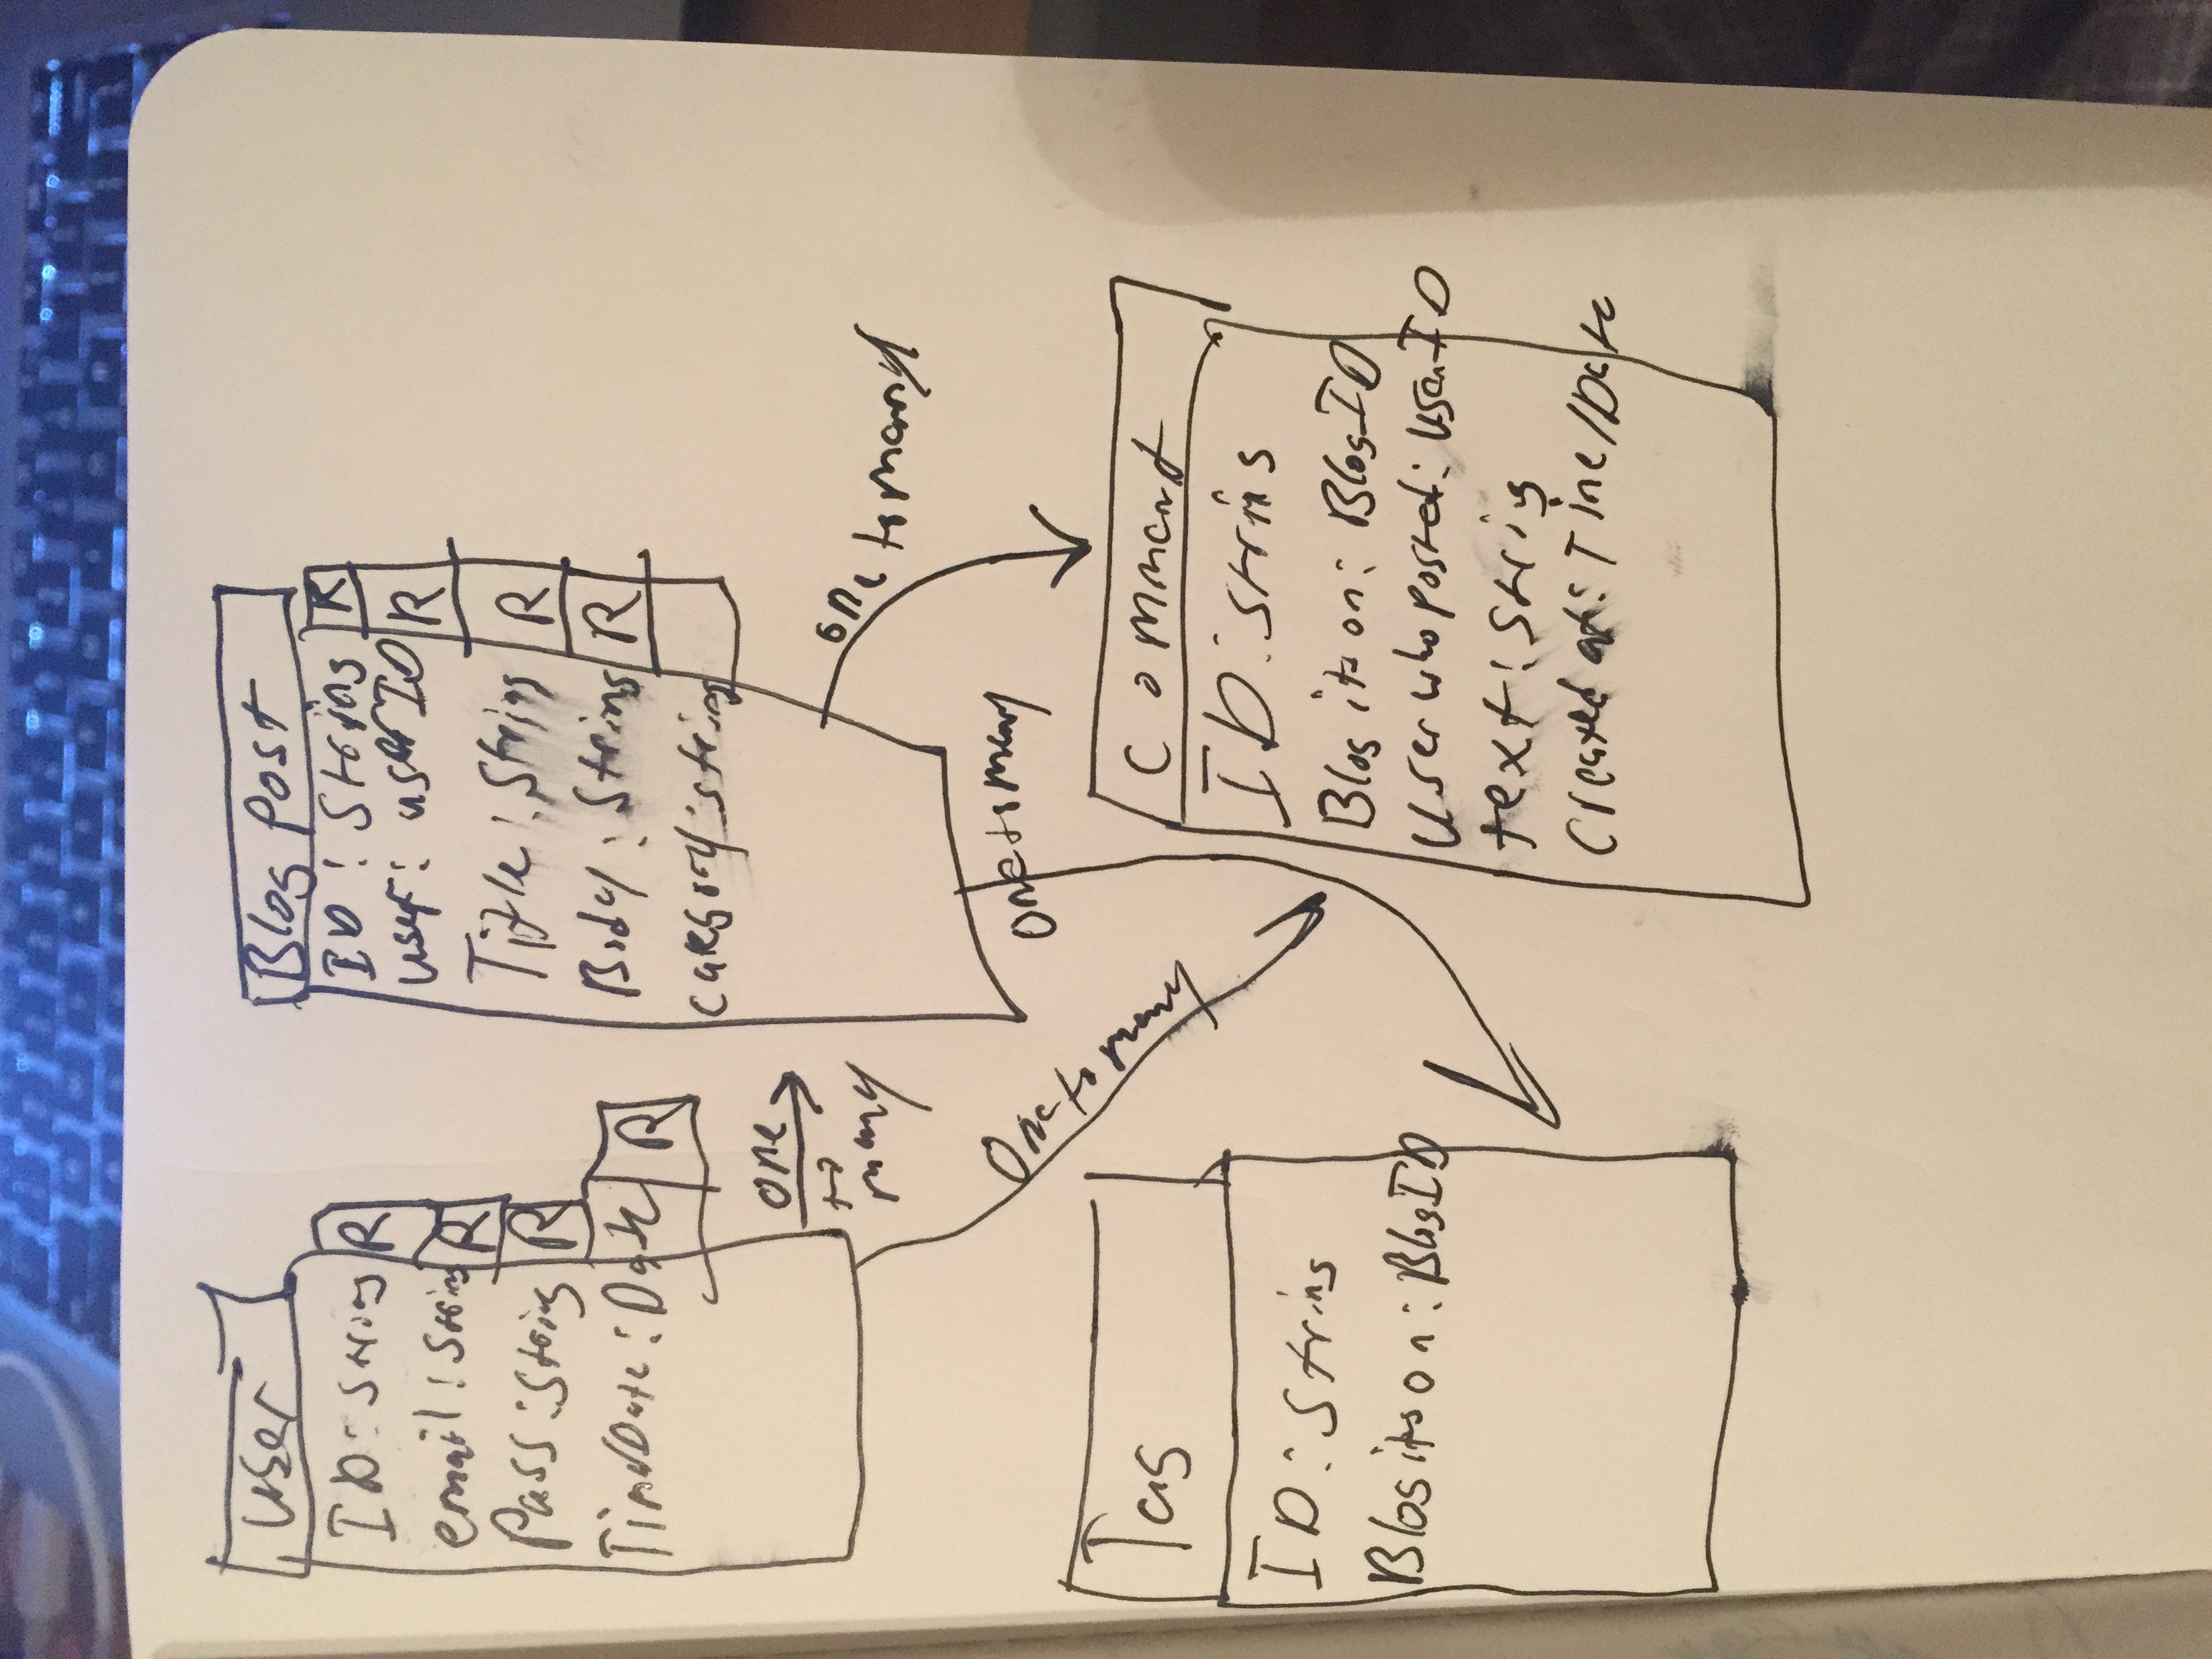 User
ID: String R
email: String R
Pass: String R
Time/Date: Date R
Blog post
ID: String R
user: userID R
Title: String R
Body: String R
category: string
one
to
many
one to many
One to many
One to many
Tag
ID: String
Blog its on: BlogID
Comment
ID: String
Blog its on: BlogID
User who posted: UserID
text: String
Created at: Time/Date